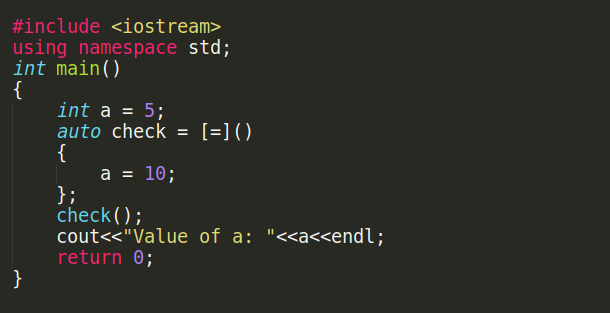 #include <iostream>
using namespace std;
int main()
{
    int a = 5;
    auto check = [=]()
    {
        a = 10;
    };
    check();
    cout<<"Value of a: "<<a<<endl;
    return 0;
}